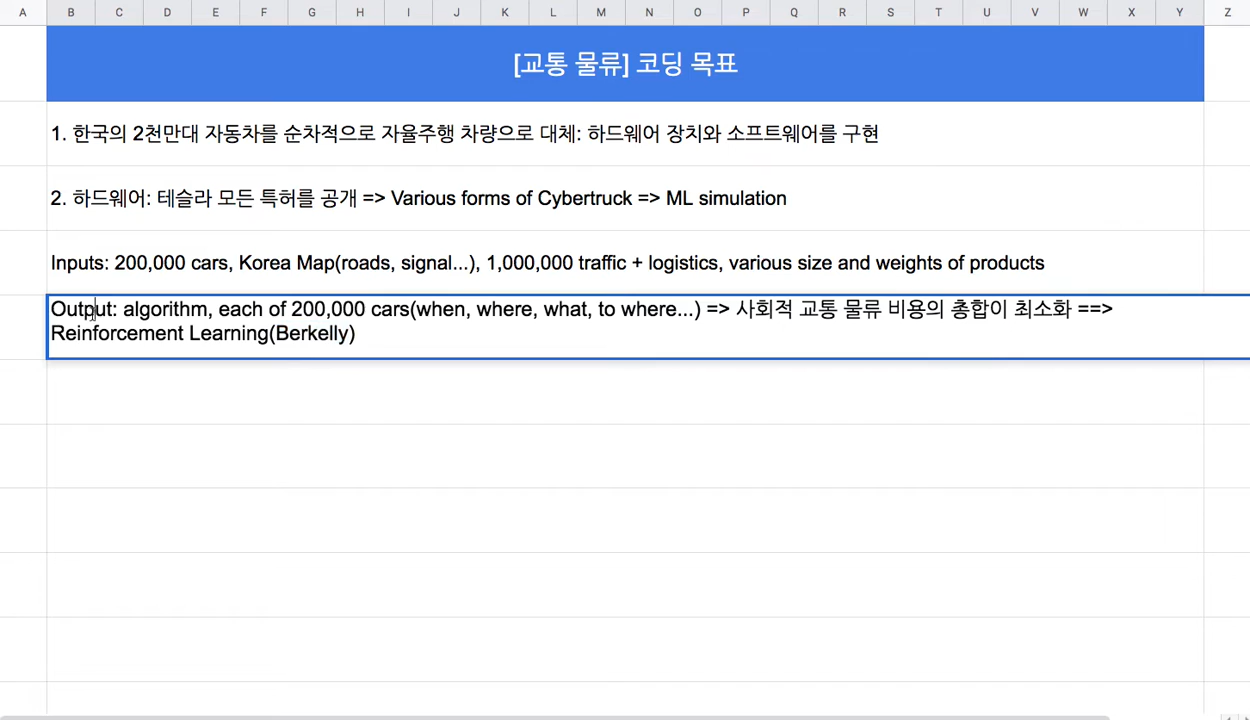 A B C D E F G H I J K L M N O P Q R S T U V W X Y Z
[교통 물류] 코딩 목표
1. 한국의 2천만대 자동차를 순차적으로 자율주행 차량으로 대체: 하드웨어 장치와 소프트웨어를 구현
2. 하드웨어: 테슬라 모든 특허를 공개 => Various forms of Cybertruck => ML simulation
Inputs: 200,000 cars, Korea Map(roads, signal...), 1,000,000 traffic + logistics, various size and weights of products
Output: algorithm, each of 200,000 cars(when, where, what, to where...) => 사회적 교통 물류 비용의 총합이 최소화 ==>
Reinforcement Learning(Berkelly)